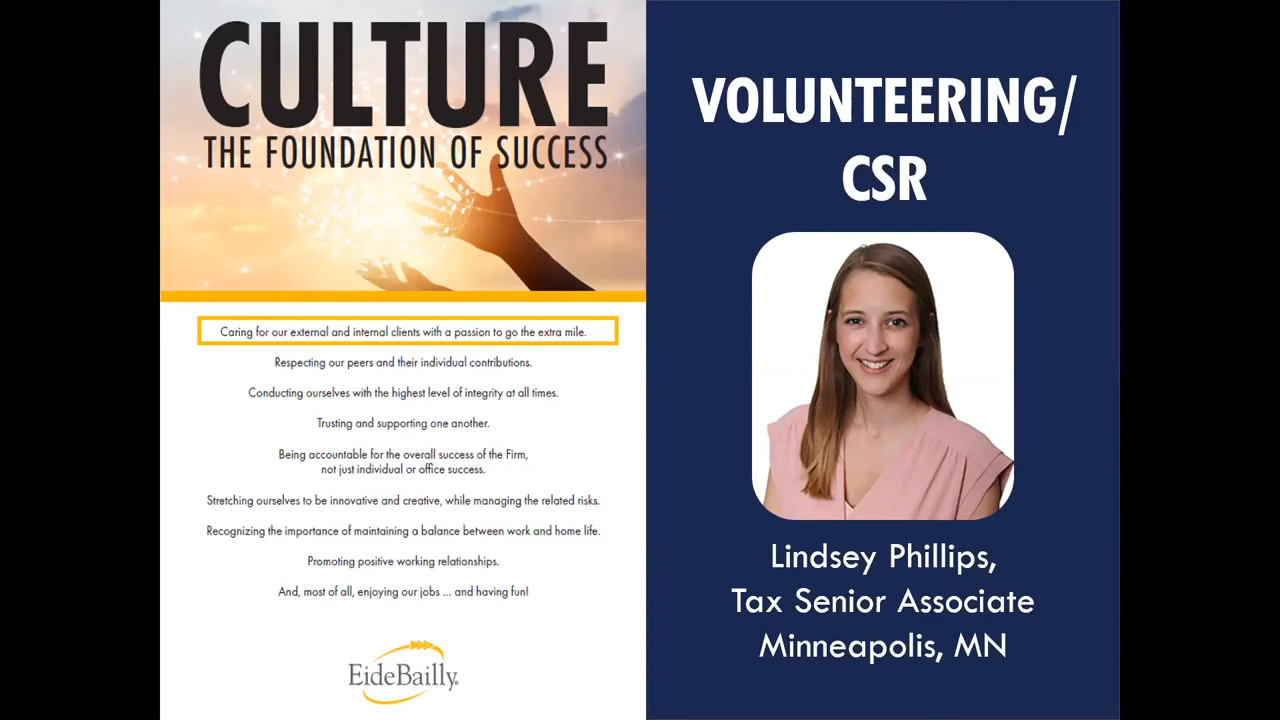 CULTURE
THE FOUNDATION OF SUCCESS
Caring for our external and internal clients with a passion to go the extra mile.
Respecting our peers and their individual contributions.
Conducting ourselves with the highest level of integrity at all times.
Trusting and supporting one another.
Being accountable for the overall success of the Firm,
not just individual or office success.
Stretching ourselves to be innovative and creative, while managing the related risks.
Recognizing the importance of maintaining a balance between work and home life.
Promoting positive working relationships.
And, most of all, enjoying our jobs ... and having fun!
EideBailly®
VOLUNTEERING/
CSR
Lindsey Phillips,
Tax Senior Associate
Minneapolis, MN